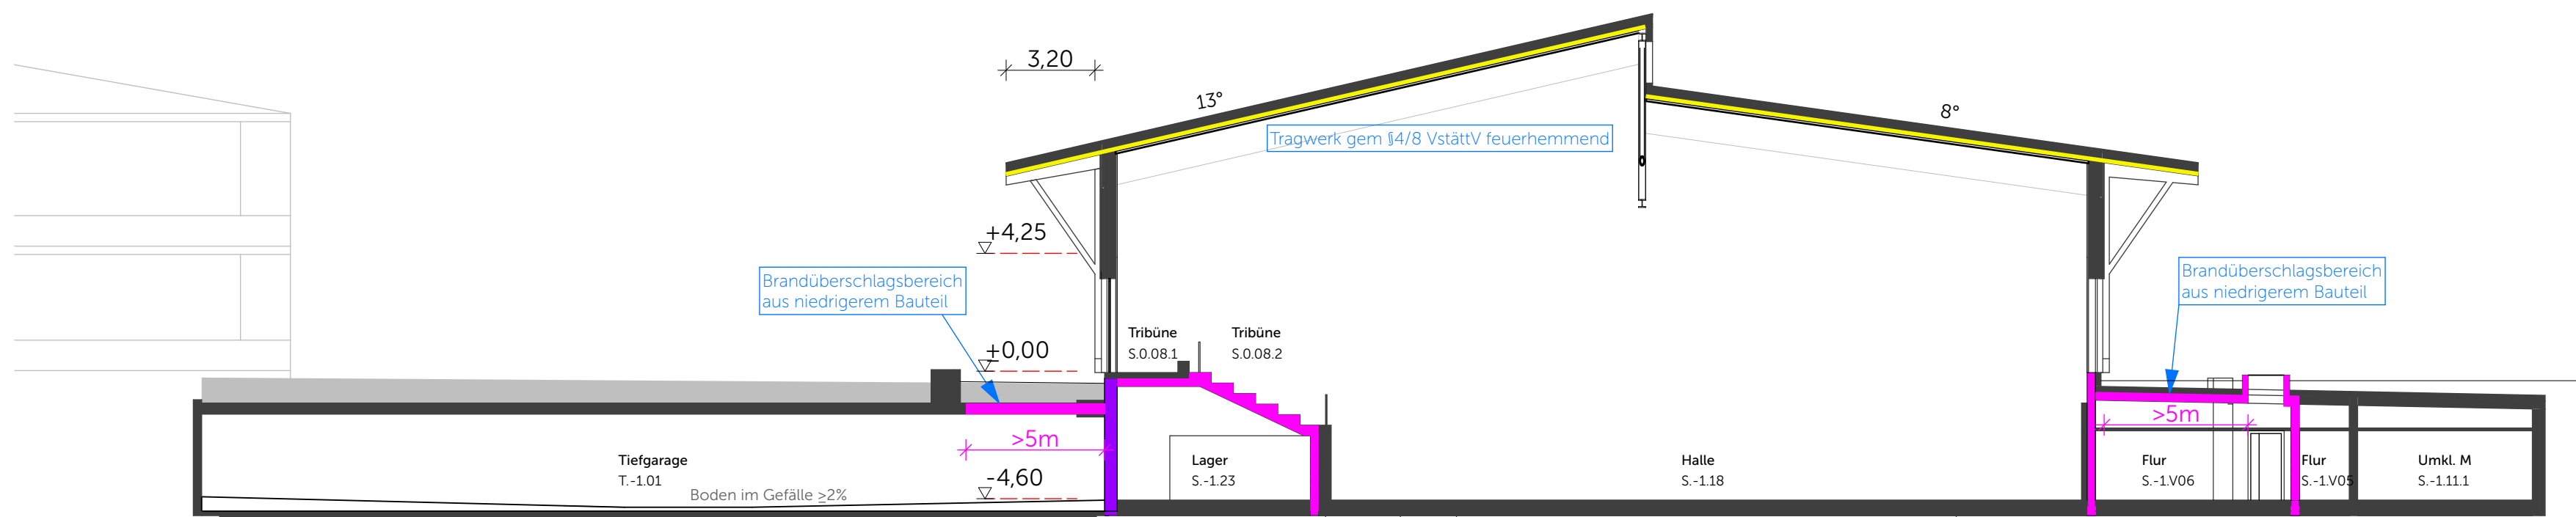 3,20
13°
8°
Tragwerk gem §4/8 VstättV feuerhemmend
+4,25
Brandüberschlagsbereich
aus niedrigerem Bauteil
Brandüberschlagsbereich
aus niedrigerem Bauteil
+0,00
Tribüne
S.0.08.1
Tribüne
S.0.08.2
>5m
>5m
Tiefgarage
T.-1.01
Boden im Gefälle ≥2%
-4,60
Lager
S.-1.23
Halle
S.-1.18
Flur
S.-1.V06
Flur
S.-1.V05
Umkl. M
S.-1.11.1